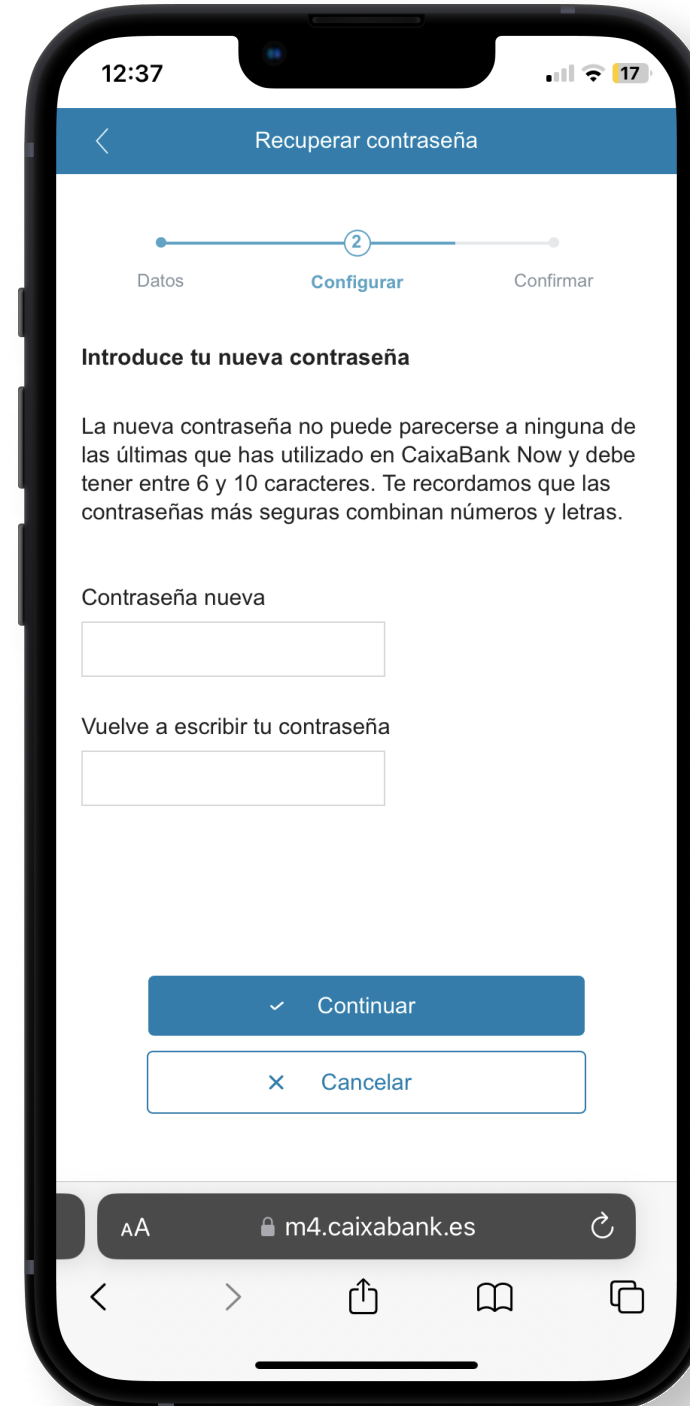 12:37
17
Recuperar contraseña
2
Datos
Configurar
Confirmar
Introduce tu nueva contraseña
La nueva contraseña no puede parecerse a ninguna de
las últimas que has utilizado en CaixaBank Now y debe
tener entre 6 y 10 caracteres. Te recordamos que las
contraseñas más seguras combinan números y letras.
Contraseña nueva
Vuelve a escribir tu contraseña
Continuar
Cancelar
AA
m4.caixabank.es